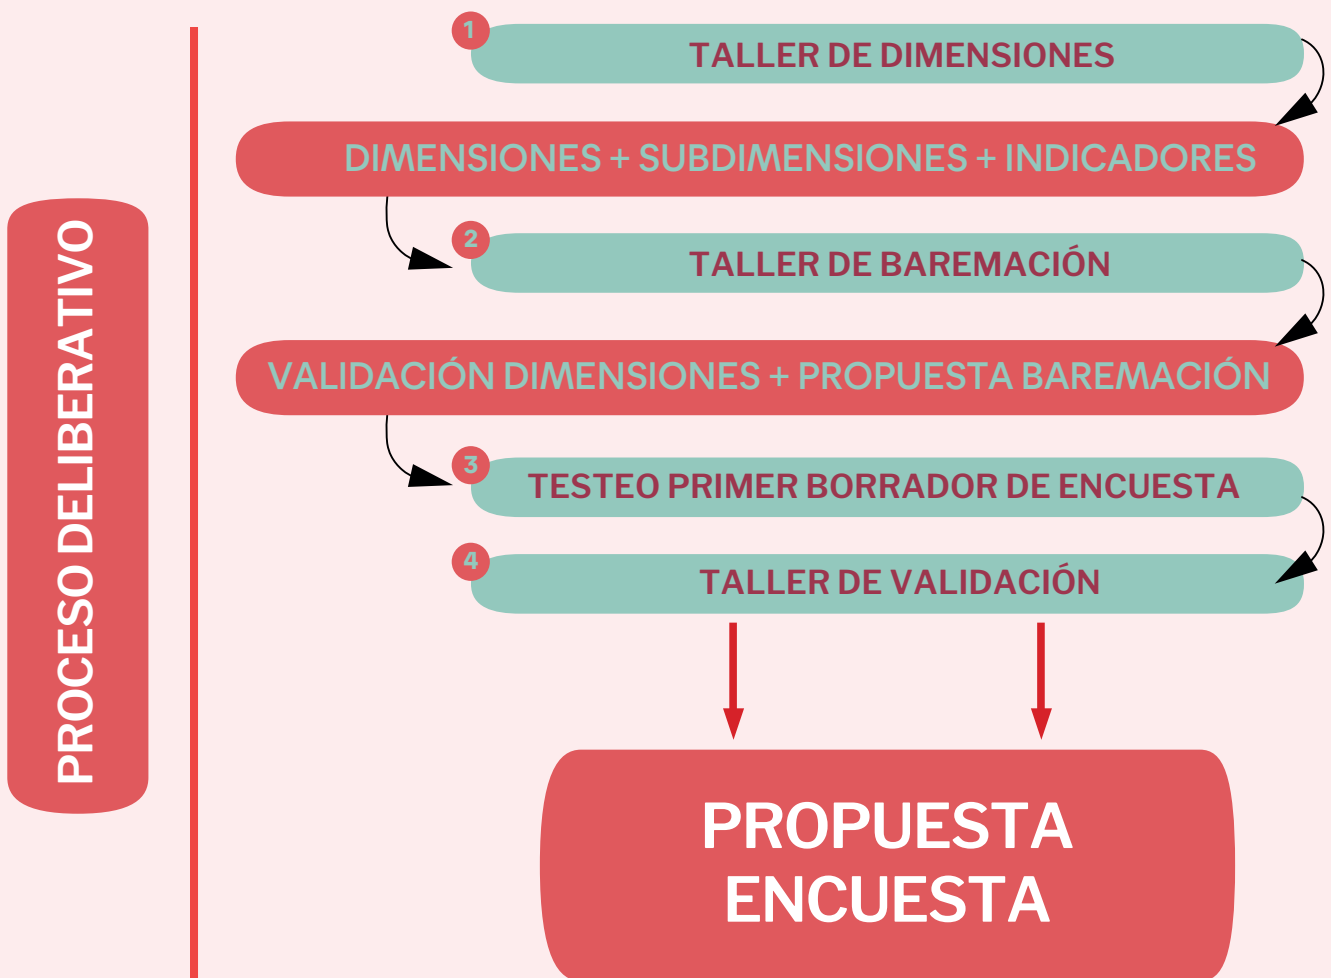 PROCESO DELIBERATIVO
1
TALLER DE DIMENSIONES
DIMENSIONES + SUBDIMENSIONES + INDICADORES
2
TALLER DE BAREMACIÓN
VALIDACIÓN DIMENSIONES + PROPUESTA BAREMACIÓN
3
TESTEO PRIMER BORRADOR DE ENCUESTA
4
TALLER DE VALIDACIÓN
PROPUESTA
ENCUESTA